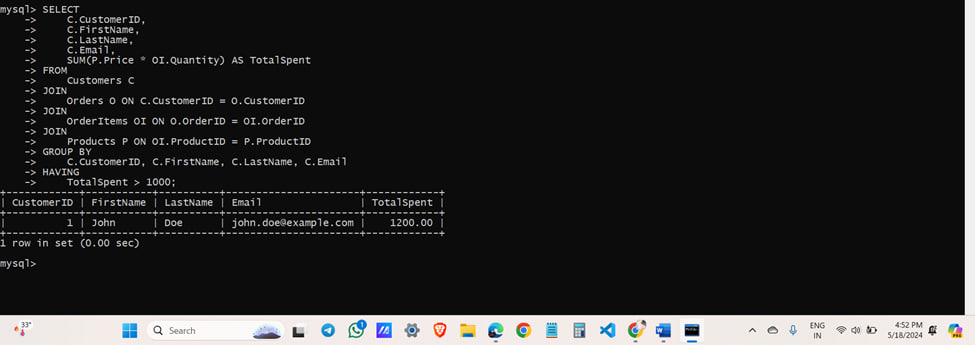 mysql> SELECT
    ->     C.CustomerID,
    ->     C.FirstName,
    ->     C.LastName,
    ->     C.Email,
    ->     SUM(P.Price * OI.Quantity) AS TotalSpent
    -> FROM
    ->     Customers C
    -> JOIN
    ->     Orders O ON C.CustomerID = O.CustomerID
    -> JOIN
    ->     OrderItems OI ON O.OrderID = OI.OrderID
    -> JOIN
    ->     Products P ON OI.ProductID = P.ProductID
    -> GROUP BY
    ->     C.CustomerID, C.FirstName, C.LastName, C.Email
    -> HAVING
    ->     TotalSpent > 1000;
+------------+-----------+----------+----------------------+------------+
| CustomerID | FirstName | LastName | Email                | TotalSpent |
+------------+-----------+----------+----------------------+------------+
|          1 | John      | Doe      | john.doe@example.com |    1200.00 |
+------------+-----------+----------+----------------------+------------+
1 row in set (0.00 sec)
mysql>
33°
Search
1
ENG
IN
4:52 PM
5/18/2024